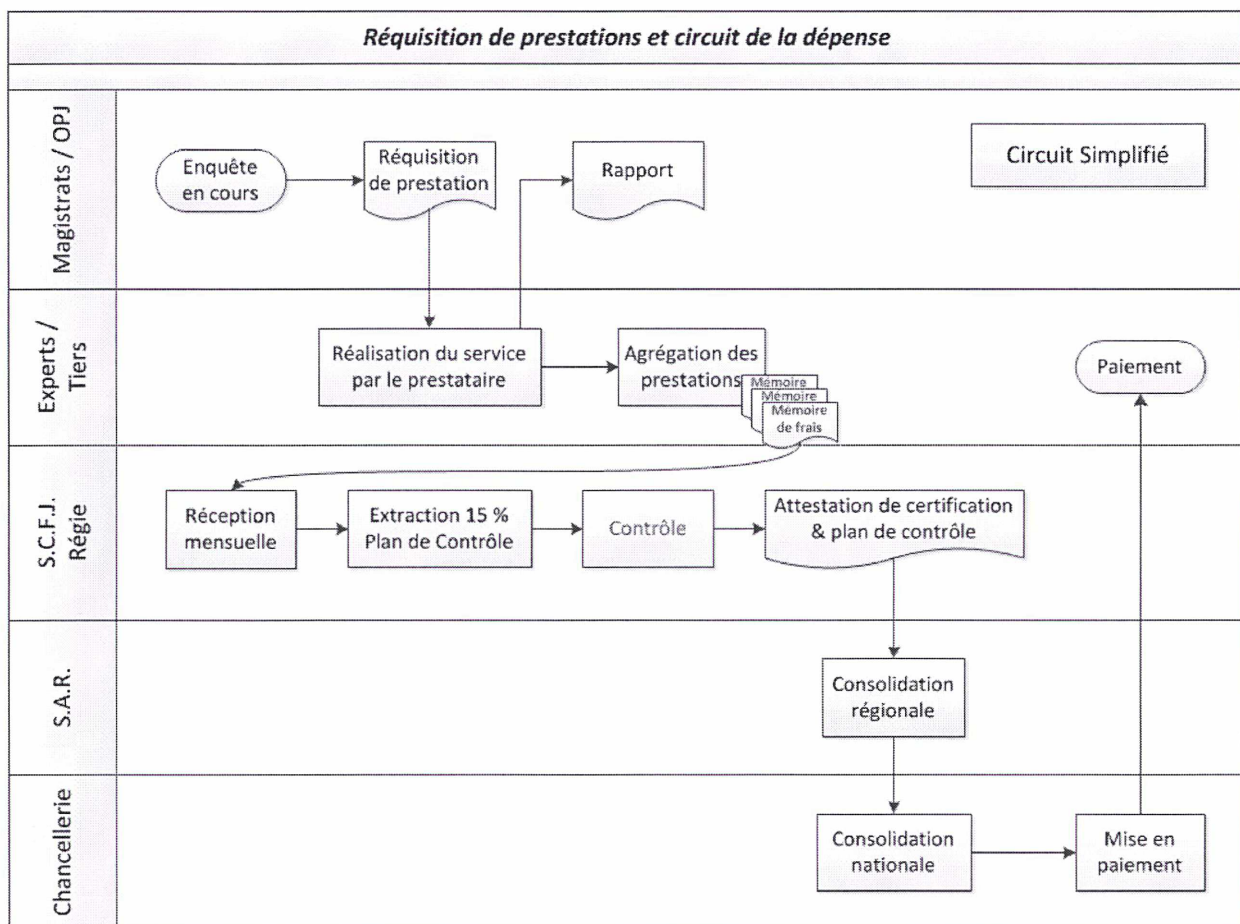 Réquisition de prestations et circuit de la dépense
Magistrats / OPJ
Enquête
en cours
Réquisition
de prestation
Rapport
Circuit Simplifié
Experts /
Tiers
Réalisation du service
par le prestataire
Agrégation des
prestations
Mémoire
Mémoire
Mémoire
de frais
Paiement
S.C.F.J.
Régie
Réception
mensuelle
Extraction 15 %
Plan de Contrôle
Contrôle
Attestation de certification
& plan de contrôle
S.A.R.
Consolidation
régionale
Chancellerie
Consolidation
nationale
Mise en
paiement